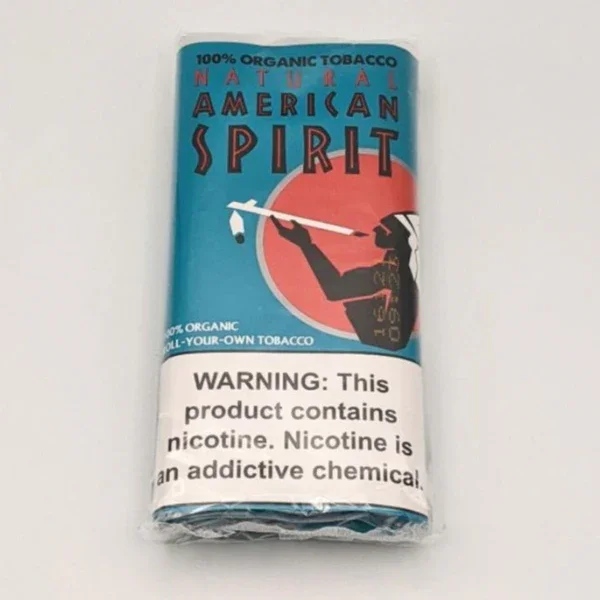 100% ORGANIC TOBACCO
NATURAL
AMERICAN
SPIRIT
100% ORGANIC
ROLL-YOUR-OWN TOBACCO
WARNING: This
product contains
nicotine. Nicotine is
an addictive chemical.